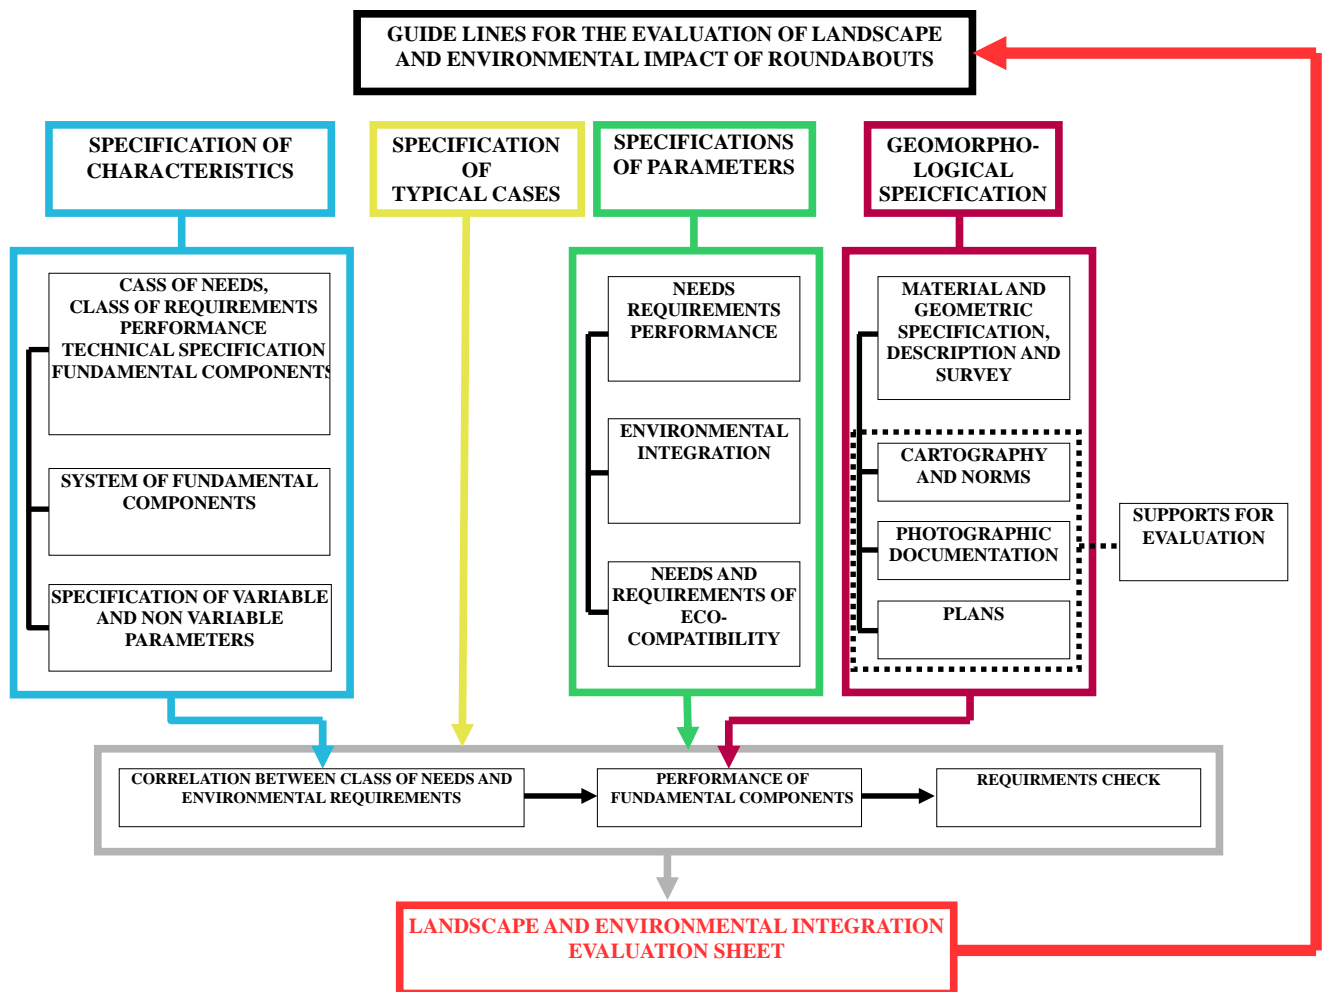 GUIDE LINES FOR THE EVALUATION OF LANDSCAPE
AND ENVIRONMENTAL IMPACT OF ROUNDABOUTS
SPECIFICATION OF
CHARACTERISTICS
SPECIFICATION
OF
TYPICAL CASES
SPECIFICATIONS
OF PARAMETERS
GEOMORPHO-
LOGICAL
SPEICFICATION
CASS OF NEEDS,
CLASS OF REQUIREMENTS
PERFORMANCE
TECHNICAL SPECIFICATION
FUNDAMENTAL COMPONENTS
SYSTEM OF FUNDAMENTAL
COMPONENTS
SPECIFICATION OF VARIABLE
AND NON VARIABLE
PARAMETERS
NEEDS
REQUIREMENTS
PERFORMANCE
ENVIRONMENTAL
INTEGRATION
NEEDS AND
REQUIREMENTS OF
ECO-
COMPATIBILITY
MATERIAL AND
GEOMETRIC
SPECIFICATION,
DESCRIPTION AND
SURVEY
CARTOGRAPHY
AND NORMS
PHOTOGRAPHIC
DOCUMENTATION
PLANS
SUPPORTS FOR
EVALUATION
CORRELATION BETWEEN CLASS OF NEEDS AND
ENVIRONMENTAL REQUIREMENTS
PERFORMANCE OF
FUNDAMENTAL COMPONENTS
REQUIRMENTS CHECK
LANDSCAPE AND ENVIRONMENTAL INTEGRATION
EVALUATION SHEET